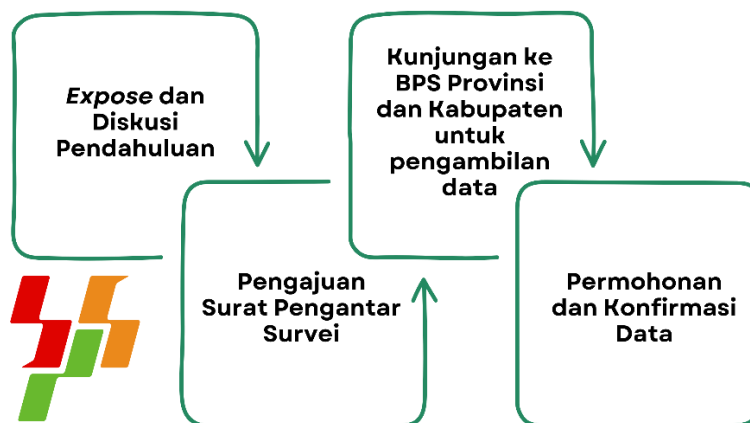 Expose dan
Diskusi
Pendahuluan
Pengajuan
Surat Pengantar
Survei
Kunjungan ke
BPS Provinsi
dan Kabupaten
untuk
pengambilan
data
Permohonan
dan Konfirmasi
Data